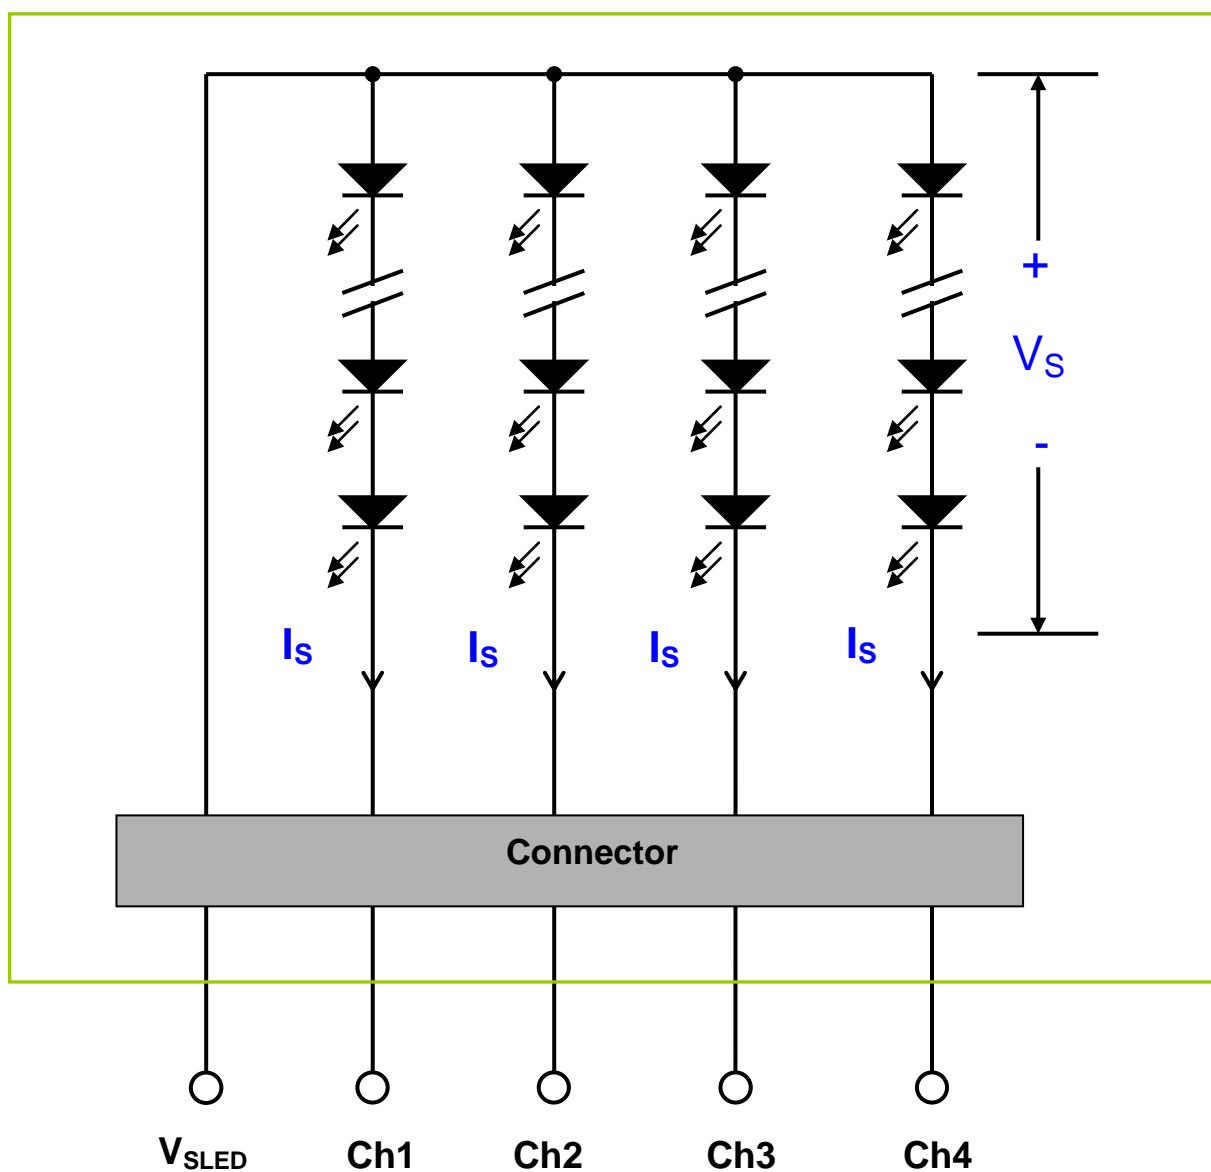 +
VS
-
IS IS IS IS
Connector
VSLED Ch1 Ch2 Ch3 Ch4